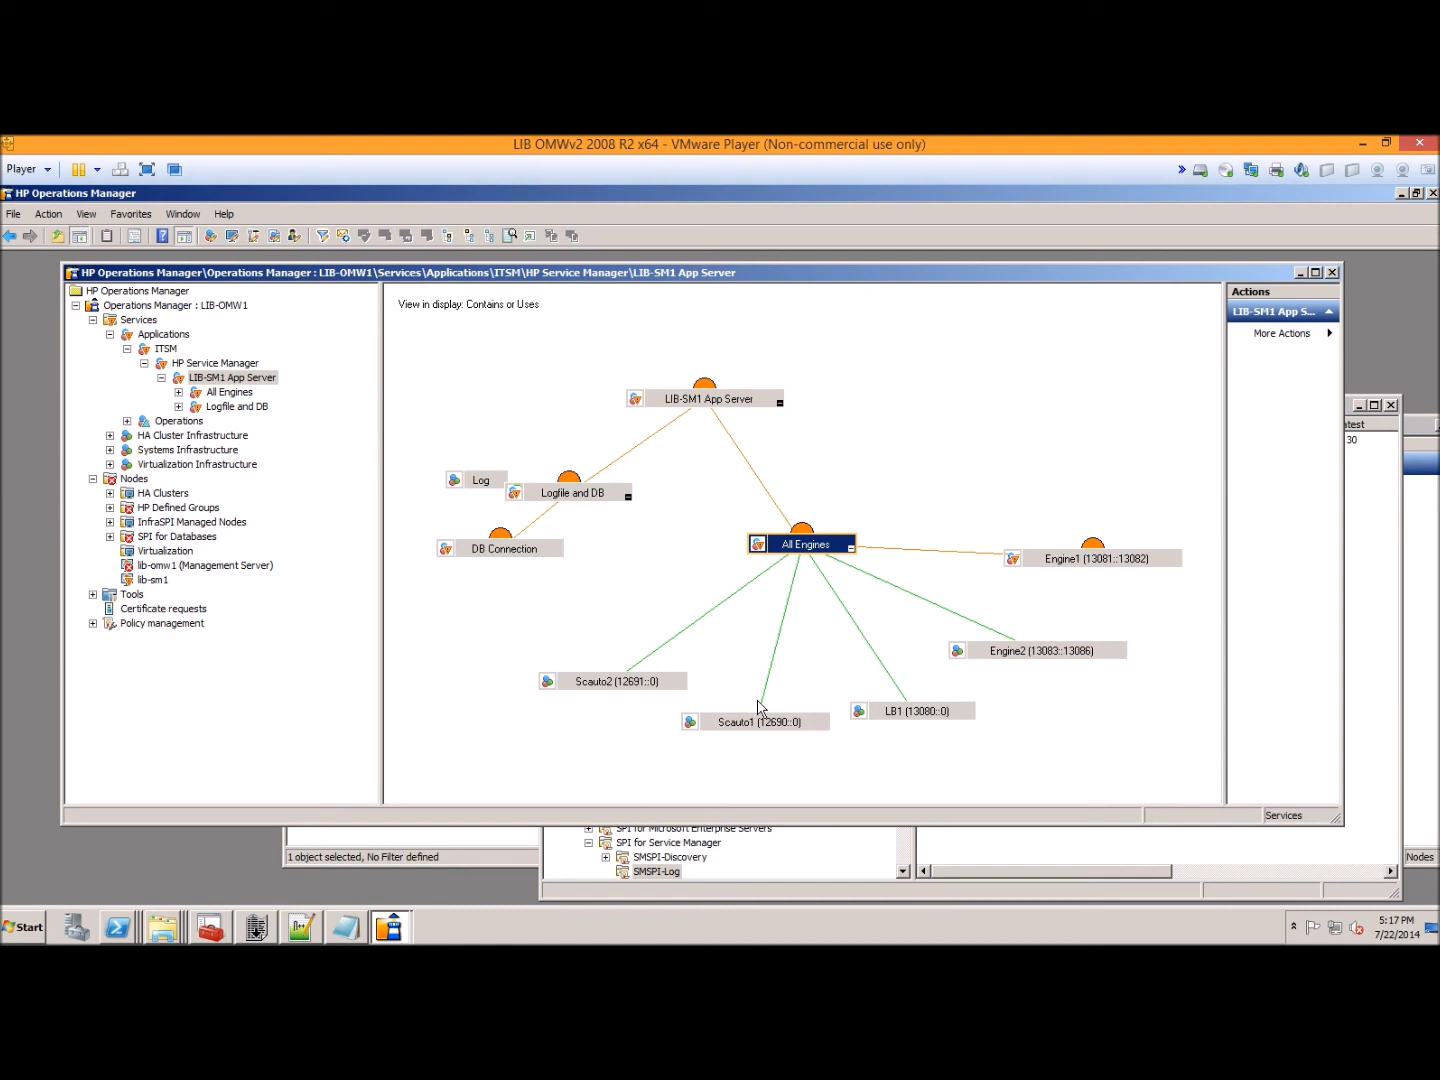 LIB OMWv2 2008 R2 x64 - VMware Player (Non-commercial use only)
Player
HP Operations Manager
File Action View Favorites Window Help
HP Operations Manager\Operations Manager : LIB-OMW1\Services\Applications\ITSM\HP Service Manager\LIB-SM1 App Server
HP Operations Manager
Operations Manager : LIB-OMW1
Services
Applications
ITSM
HP Service Manager
LIB-SM1 App Server
All Engines
Logfile and DB
Operations
HA Cluster Infrastructure
Systems Infrastructure
Virtualization Infrastructure
Nodes
HA Clusters
HP Defined Groups
InfraSPI Managed Nodes
SPI for Databases
Virtualization
lib-omw1 (Management Server)
lib-sm1
Tools
Certificate requests
Policy management
View in display: Contains or Uses
LIB-SM1 App Server
Log
Logfile and DB
DB Connection
All Engines
Engine1 (13081::13082)
Engine2 (13083::13086)
Scauto2 (12691::0)
LB1 (13080::0)
Scauto1 (12690::0)
Actions
LIB-SM1 App S...
More Actions
30
Services
SPI for Microsoft Enterprise Servers
SPI for Service Manager
SMSPI-Discovery
SMSPI-Log
1 object selected, No Filter defined
Nodes
Start
5:17 PM
7/22/2014